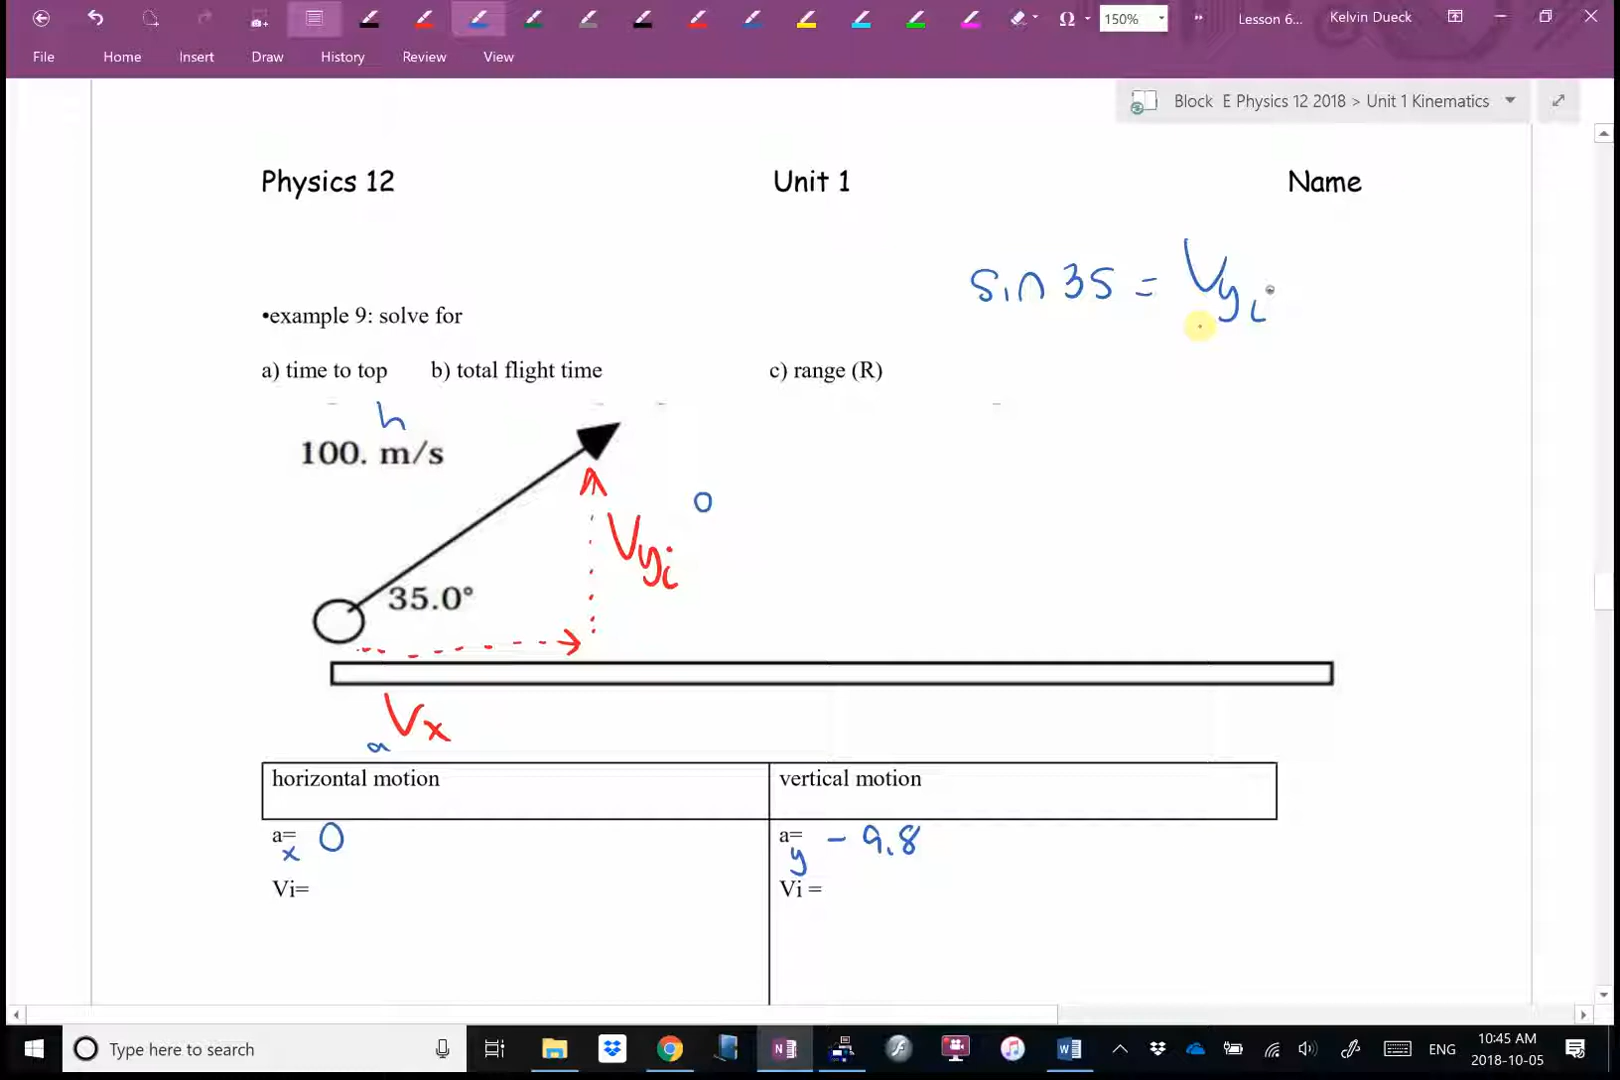 150%
Lesson 6...
Kelvin Dueck
File
Home
Insert
Draw
History
Review
View
Block E Physics 12 2018 > Unit 1 Kinematics
Physics 12
Unit 1
Name
sin 35 = Vyi
•example 9: solve for
a) time to top
b) total flight time
c) range (R)
h
100. m/s
o
Vyi
35.0°
Vx
a
horizontal motion
vertical motion
a= x 0
a= y - 9.8
Vi=
Vi =
Type here to search
ENG
10:45 AM
2018-10-05